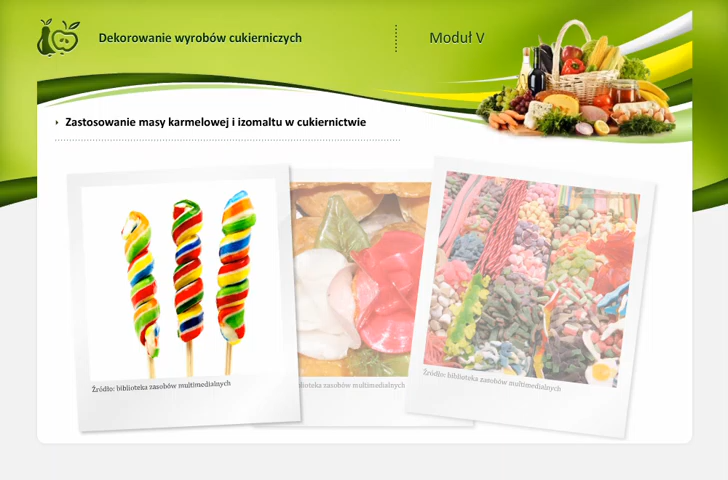 Dekorowanie wyrobów cukierniczych
Moduł V
Zastosowanie masy karmelowej i izomaltu w cukiernictwie
Źródło: biblioteka zasobów multimedialnych
biblioteka zasobów multimedialnych
Źródło: biblioteka zasobów multimedialnych